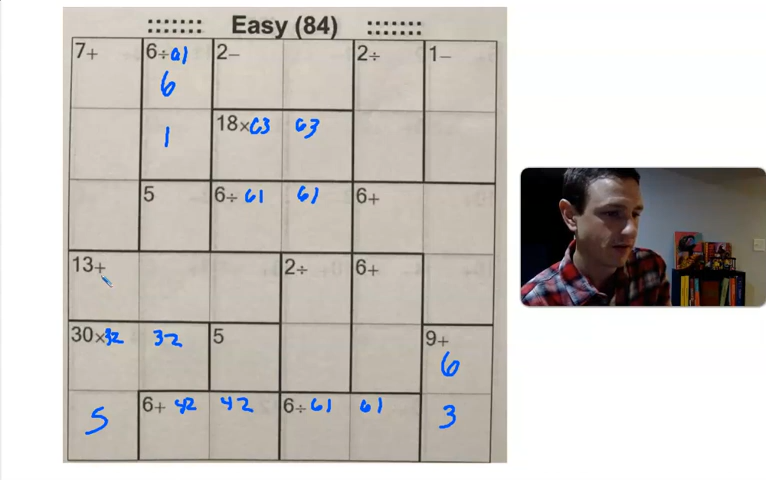 Easy (84)
7+ 6÷ 61 2− 2÷ 1−
6
18×63 63
1
5 6÷ 61 61 6+
13+ 2÷ 6+
30×32 32 5 9+
6
6+ 42 42 6÷ 61 61
5 3